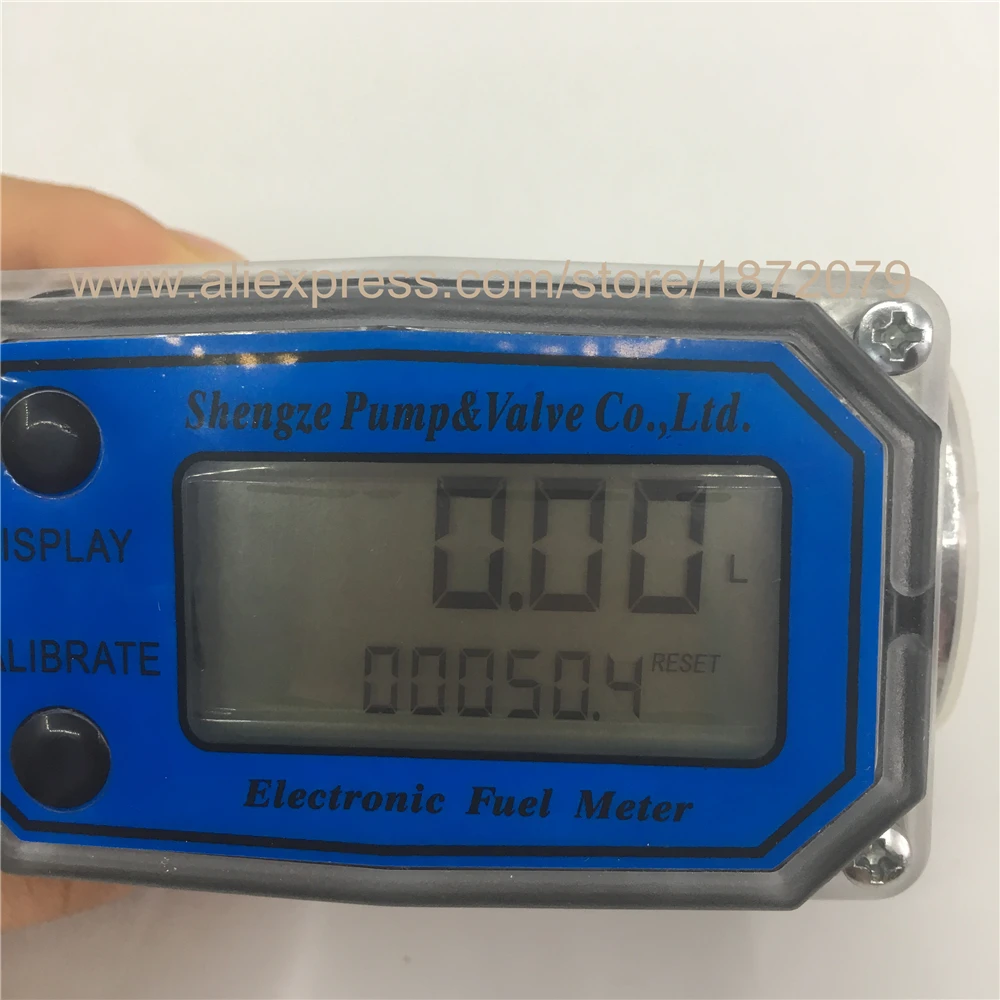 www.aliexpress.com/store/1872079
Shengze Pump&Valve Co.,Ltd.
0.00 L
ISPLAY
00050.4 RESET
ALIBRATE
Electronic Fuel Meter